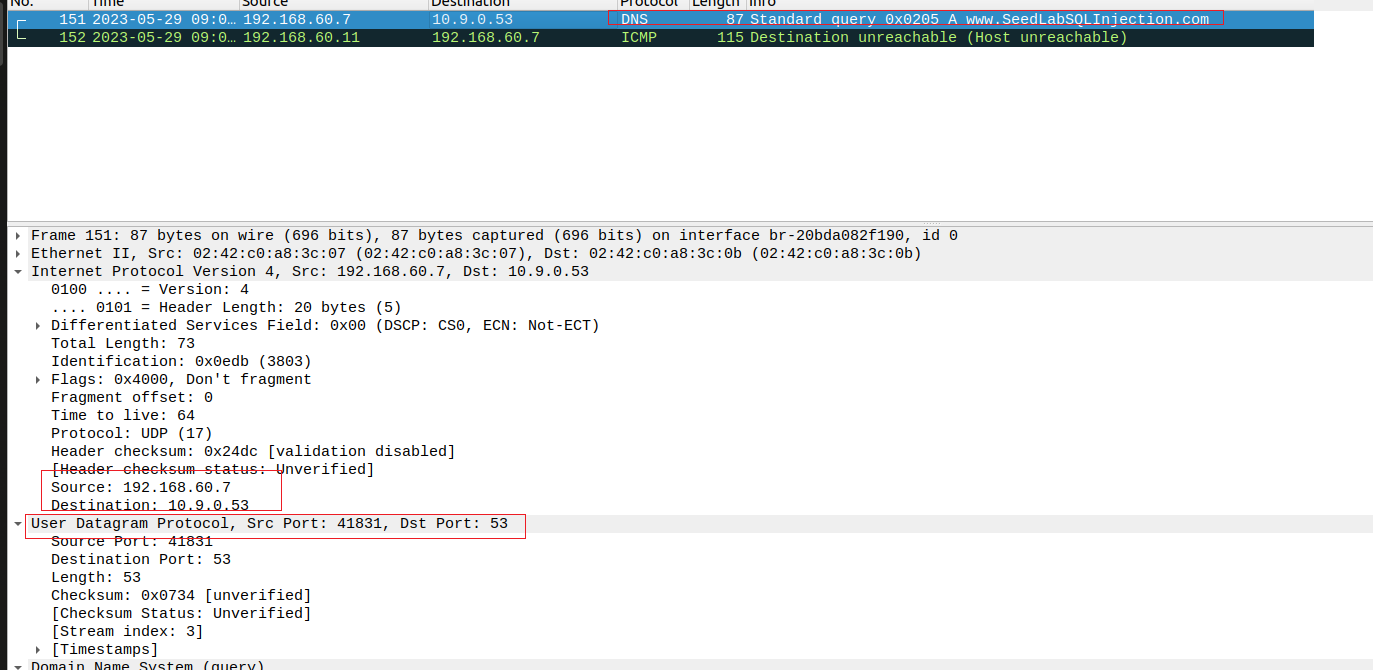 No. Time Source Destination Protocol Length Info
151 2023-05-29 09:0… 192.168.60.7 10.9.0.53 DNS 87 Standard query 0x0205 A www.SeedLabSQLInjection.com
152 2023-05-29 09:0… 192.168.60.11 192.168.60.7 ICMP 115 Destination unreachable (Host unreachable)
Frame 151: 87 bytes on wire (696 bits), 87 bytes captured (696 bits) on interface br-20bda082f190, id 0
Ethernet II, Src: 02:42:c0:a8:3c:07 (02:42:c0:a8:3c:07), Dst: 02:42:c0:a8:3c:0b (02:42:c0:a8:3c:0b)
Internet Protocol Version 4, Src: 192.168.60.7, Dst: 10.9.0.53
0100 .... = Version: 4
.... 0101 = Header Length: 20 bytes (5)
Differentiated Services Field: 0x00 (DSCP: CS0, ECN: Not-ECT)
Total Length: 73
Identification: 0x0edb (3803)
Flags: 0x4000, Don't fragment
Fragment offset: 0
Time to live: 64
Protocol: UDP (17)
Header checksum: 0x24dc [validation disabled]
[Header checksum status: Unverified]
Source: 192.168.60.7
Destination: 10.9.0.53
User Datagram Protocol, Src Port: 41831, Dst Port: 53
Source Port: 41831
Destination Port: 53
Length: 53
Checksum: 0x0734 [unverified]
[Checksum Status: Unverified]
[Stream index: 3]
[Timestamps]
Domain Name System (query)